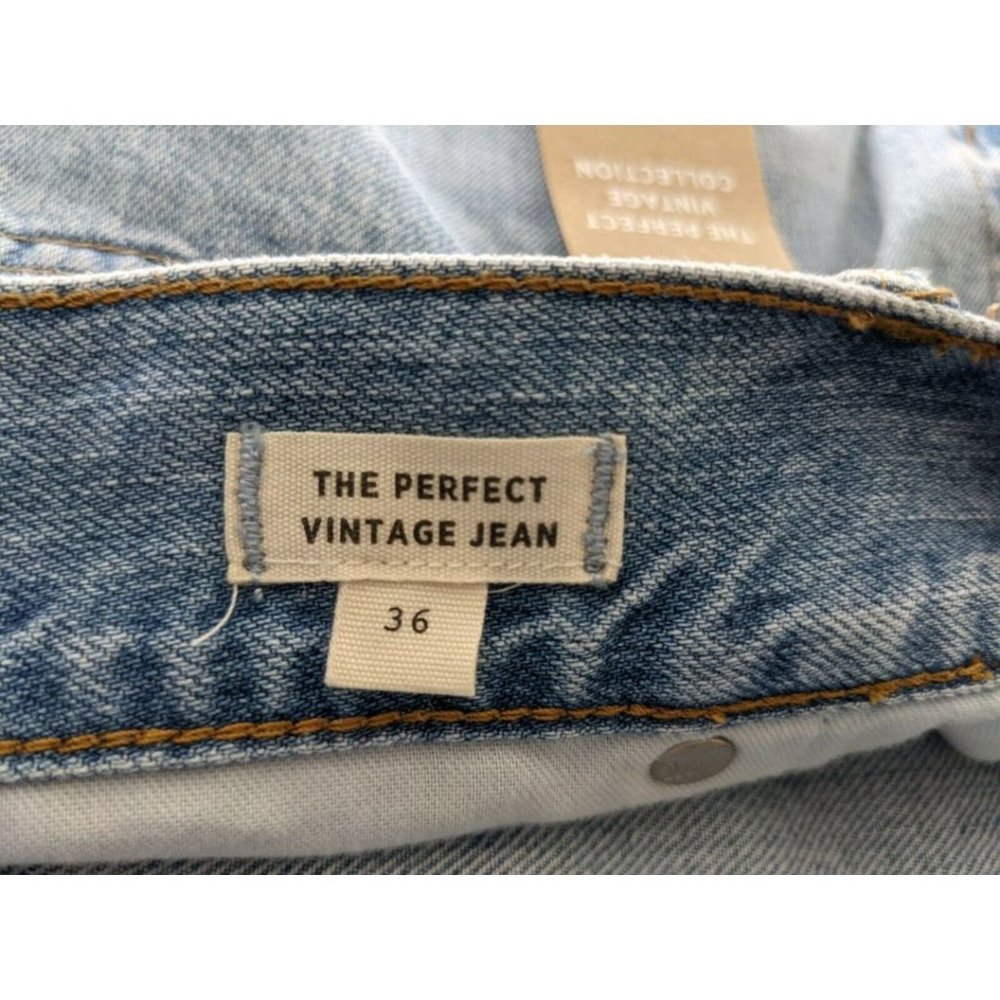 THE PERFECT
VINTAGE
COLLECTION
THE PERFECT
VINTAGE JEAN
36